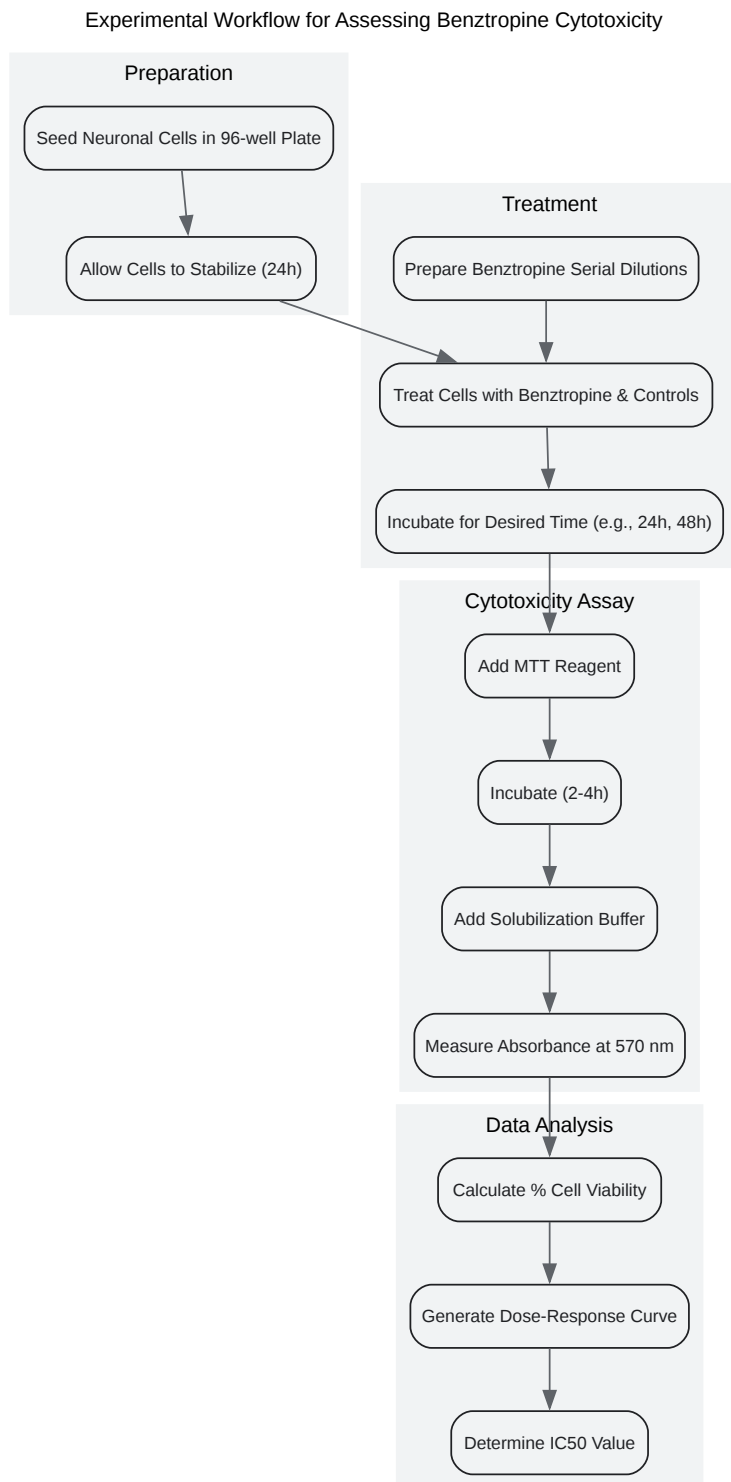 Experimental Workflow for Assessing Benztropine Cytotoxicity
Preparation
Seed Neuronal Cells in 96-well Plate
Allow Cells to Stabilize (24h)
Treatment
Prepare Benztropine Serial Dilutions
Treat Cells with Benztropine & Controls
Incubate for Desired Time (e.g., 24h, 48h)
Cytotoxicity Assay
Add MTT Reagent
Incubate (2-4h)
Add Solubilization Buffer
Measure Absorbance at 570 nm
Data Analysis
Calculate % Cell Viability
Generate Dose-Response Curve
Determine IC50 Value